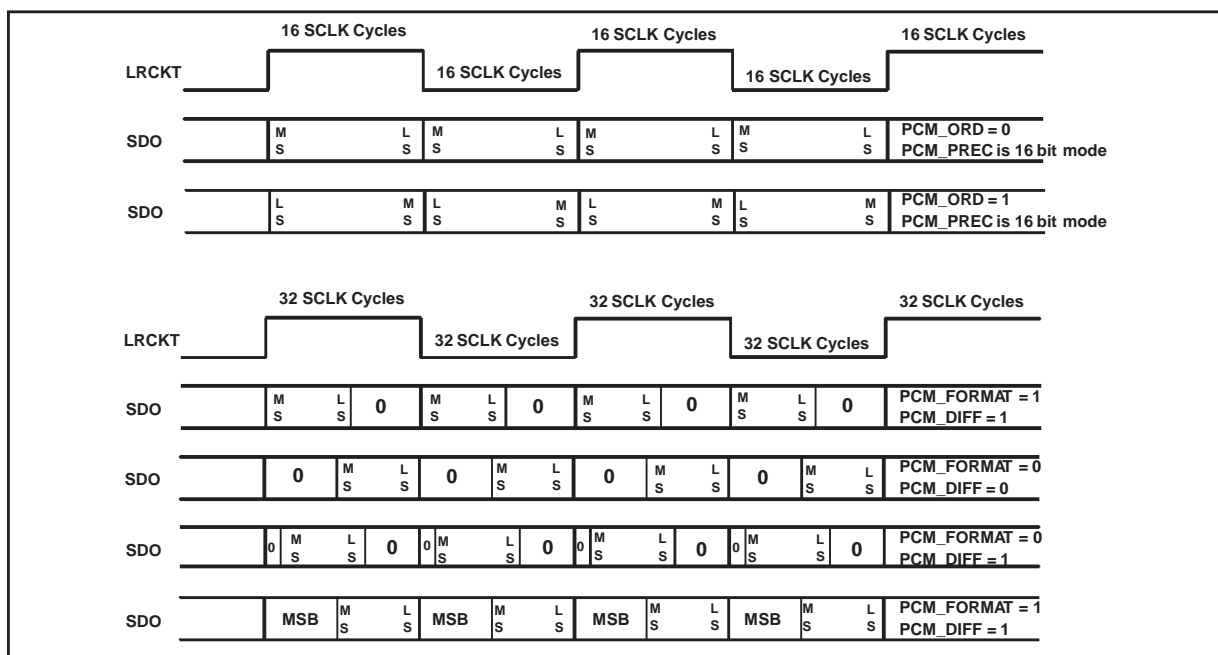 16 SCLK Cycles 16 SCLK Cycles 16 SCLK Cycles
LRCKT 16 SCLK Cycles 16 SCLK Cycles
SDO M L M L M L M L PCM_ORD = 0
S S S S S S S S PCM_PREC is 16 bit mode
SDO L M L M L M L M PCM_ORD = 1
S S S S S S S S PCM_PREC is 16 bit mode
32 SCLK Cycles 32 SCLK Cycles 32 SCLK Cycles
LRCKT 32 SCLK Cycles 32 SCLK Cycles
SDO M L 0 M L 0 M L 0 M L 0 PCM_FORMAT = 1
S S S S S S S S PCM_DIFF = 1
SDO 0 M L 0 M L 0 M L 0 M L PCM_FORMAT = 0
S S S S S S S S PCM_DIFF = 0
SDO 0 M L 0 0 M L 0 0 M L 0 0 M L 0 PCM_FORMAT = 0
S S S S S S S S PCM_DIFF = 1
SDO MSB M L MSB M L MSB M L MSB M L PCM_FORMAT = 1
S S S S S S S S PCM_DIFF = 1